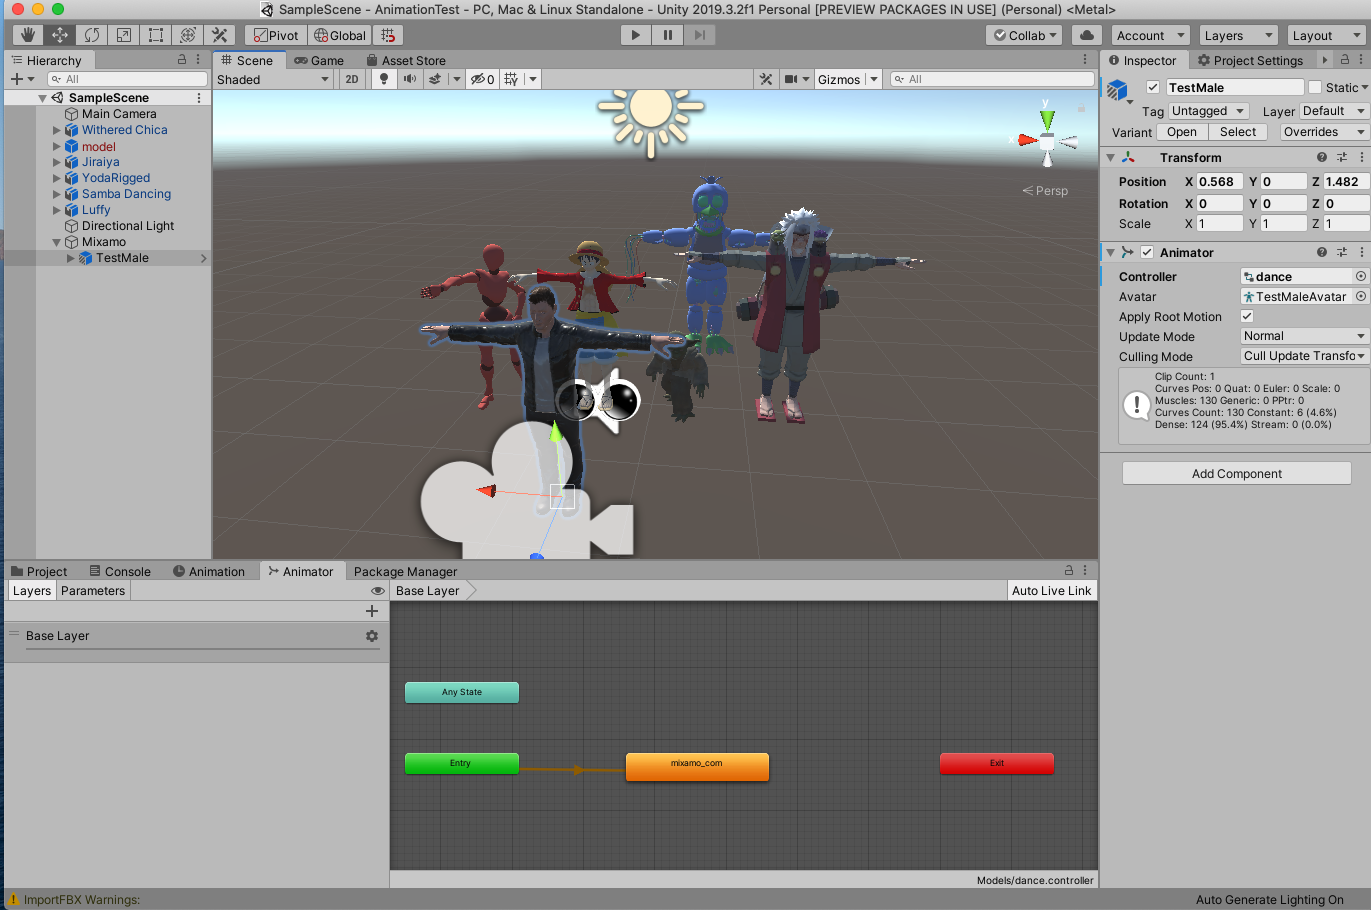 SampleScene - AnimationTest - PC, Mac & Linux Standalone - Unity 2019.3.2f1 Personal [PREVIEW PACKAGES IN USE] (Personal) <Metal>
Pivot Global Collab Account Layers Layout
Hierarchy
All
SampleScene
Main Camera
Withered Chica
model
Jiraiya
YodaRigged
Samba Dancing
Luffy
Directional Light
Mixamo
TestMale
Scene Game Asset Store
Shaded 2D 0 Gizmos All
y
x
Persp
Inspector Project Settings
TestMale Static
Tag Untagged Layer Default
Variant Open Select Overrides
Transform
Position X 0.568 Y 0 Z 1.482
Rotation X 0 Y 0 Z 0
Scale X 1 Y 1 Z 1
Animator
Controller dance
Avatar TestMaleAvatar
Apply Root Motion
Update Mode Normal
Culling Mode Cull Update Transfo
Clip Count: 1
Curves Pos: 0 Quat: 0 Euler: 0 Scale: 0
Muscles: 130 Generic: 0 PPtr: 0
Curves Count: 130 Constant: 6 (4.6%)
Dense: 124 (95.4%) Stream: 0 (0.0%)
Add Component
Project Console Animation Animator Package Manager
Layers Parameters Base Layer Auto Live Link
Base Layer
Any State
Entry mixamo_com Exit
Models/dance.controller
ImportFBX Warnings: Auto Generate Lighting On